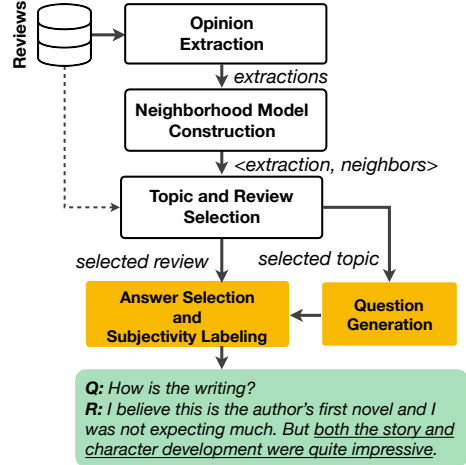 Reviews
Opinion
Extraction
extractions
Neighborhood Model
Construction
<extraction, neighbors>
Topic and Review
Selection
selected review
selected topic
Answer Selection
and
Subjectivity Labeling
Question
Generation
Q: How is the writing?
R: I believe this is the author's first novel and I
was not expecting much. But both the story and
character development were quite impressive.